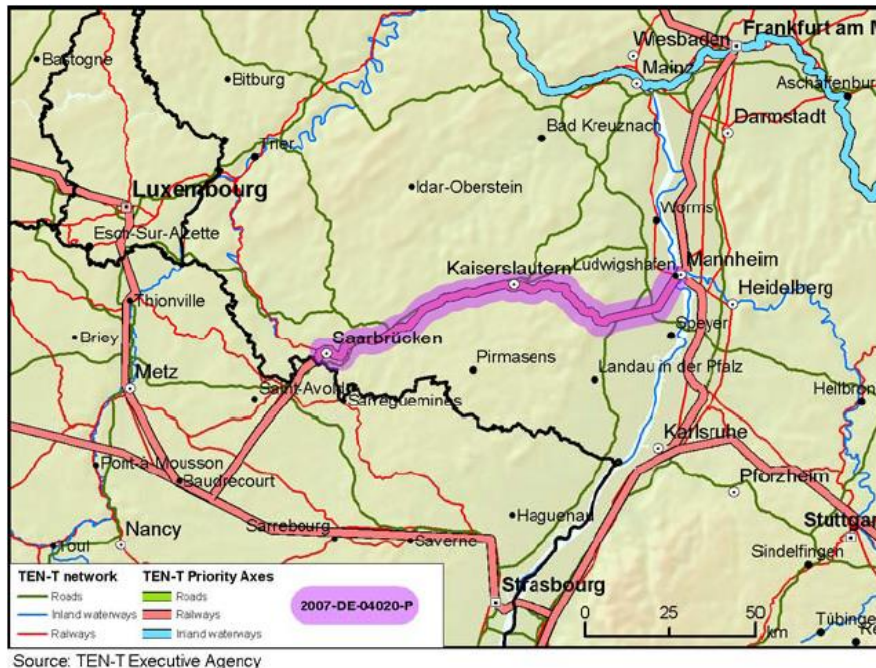 Wiesbaden
Frankfurt am M
Bastogne
Bitburg
Mainz
Aschaffenburg
Darmstadt
Bad Kreuznach
Trier
Idar-Oberstein
Luxembourg
Worms
Esch-Sur-Alzette
Ludwigshafen
Mannheim
Kaiserslautern
Heidelberg
Thionville
Speyer
Briey
Saarbrücken
Pirmasens
Landau in der Pfalz
Metz
Saint-Avold
Sarreguemines
Heilbron
Karlsruhe
Pont-à-Mousson
Baudrecourt
Pforzheim
Haguenau
Sarrebourg
Saverne
Stuttgar
Nancy
Toul
Sindelfingen
Strasbourg
Tübinge
Re
TEN-T network
Roads
Inland waterways
Railways
TEN-T Priority Axes
Roads
Railways
Inland waterways
2007-DE-04020-P
0 25 50
km
Source: TEN-T Executive Agency